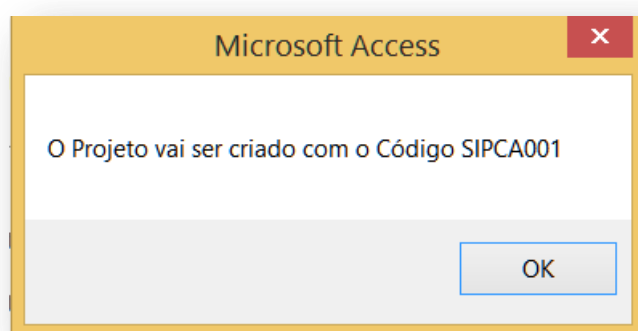 Microsoft Access
O Projeto vai ser criado com o Código SIPCA001
OK